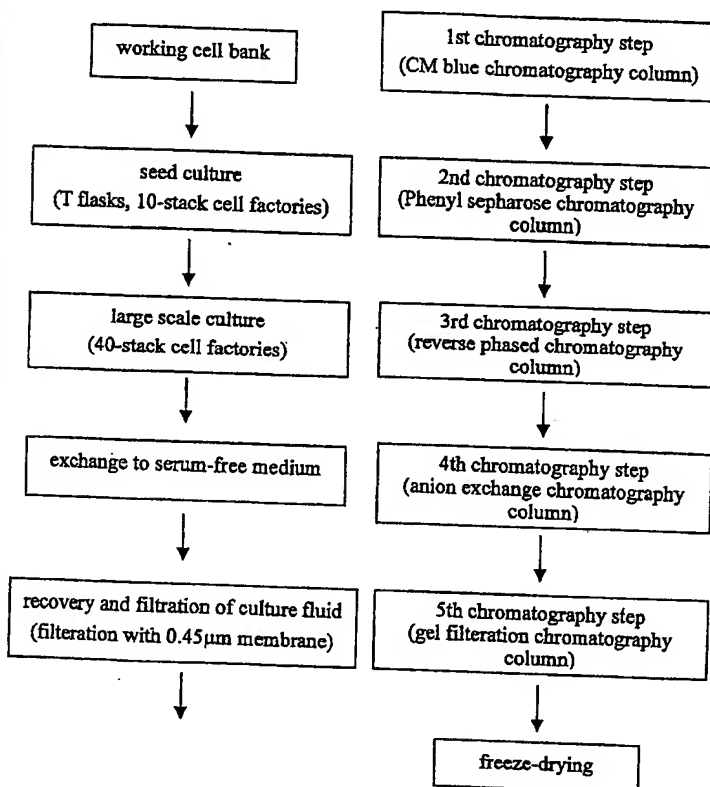 working cell bank
seed culture
(T flasks, 10-stack cell factories)
large scale culture
(40-stack cell factories)
exchange to serum-free medium
recovery and filtration of culture fluid
(filteration with 0.45μm membrane)
1st chromatography step
(CM blue chromatography column)
2nd chromatography step
(Phenyl sepharose chromatography
column)
3rd chromatography step
(reverse phased chromatography
column)
4th chromatography step
(anion exchange chromatography
column)
5th chromatography step
(gel filteration chromatography
column)
freeze-drying